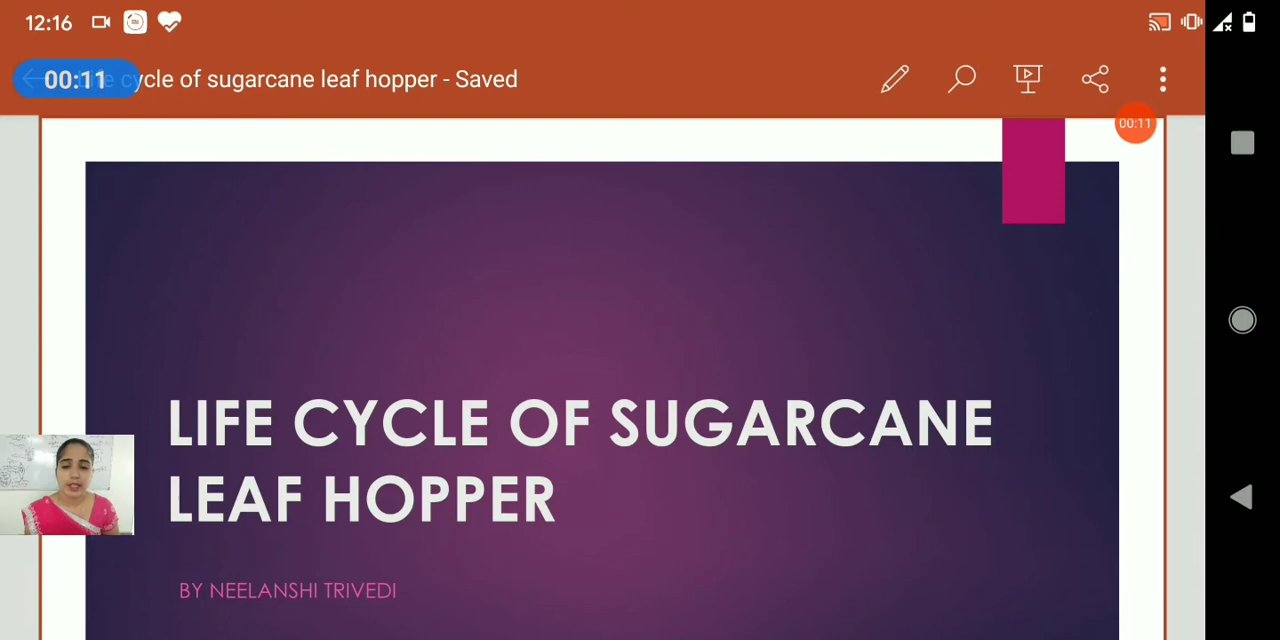 12:16
00:11
cycle of sugarcane leaf hopper - Saved
00:11
LIFE CYCLE OF SUGARCANE
LEAF HOPPER
BY NEELANSHI TRIVEDI